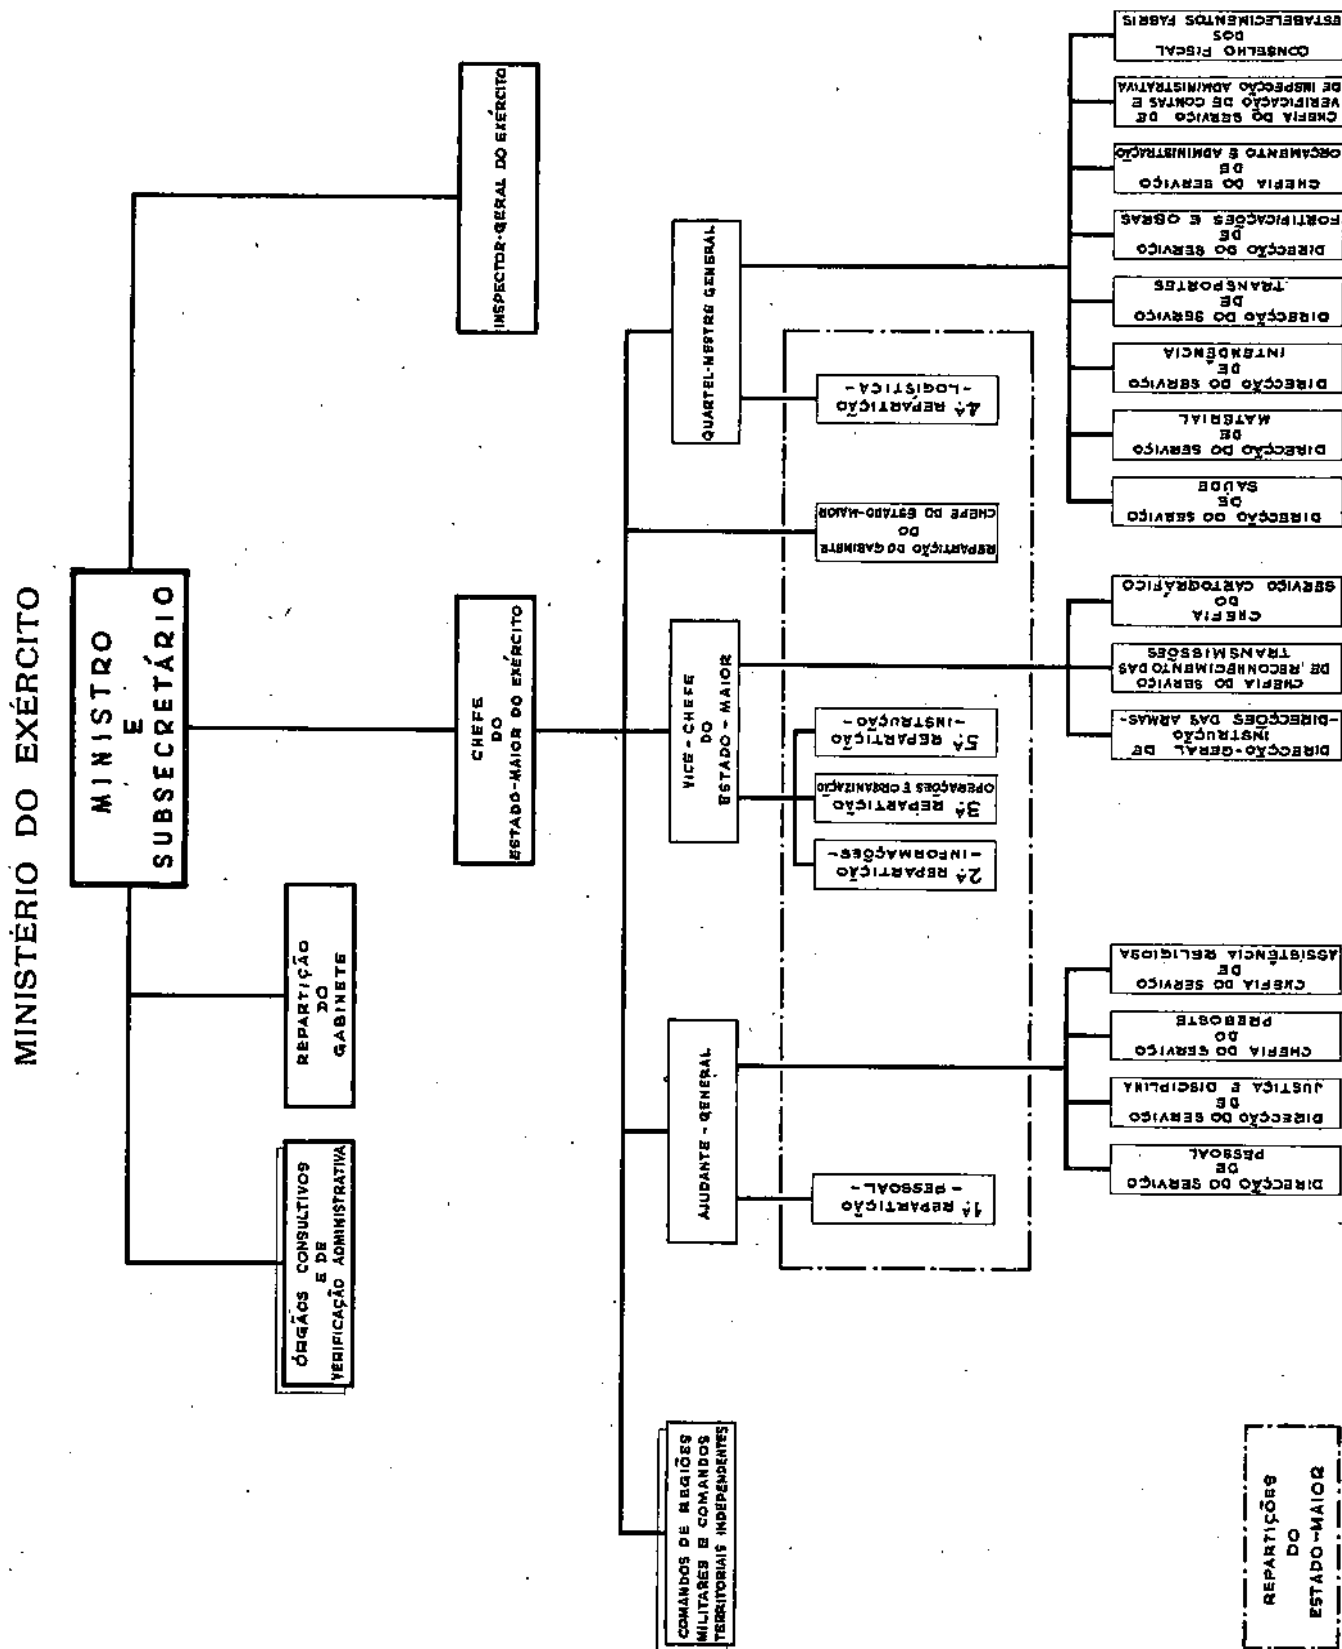 MINISTÉRIO DO EXÉRCITO
MINISTRO
E
SUBSECRETÁRIO
ÓRGÃOS CONSULTIVOS
E DE
VERIFICAÇÃO ADMINISTRATIVA
REPARTIÇÃO
DO
GABINETE
CHEFE
DO
ESTADO-MAIOR DO EXÉRCITO
INSPECTOR-GERAL DO EXÉRCITO
COMANDOS DE REGIÕES
MILITARES E COMANDOS
TERRITORIAIS INDEPENDENTES
AJUDANTE-GENERAL
VICE-CHEFE
DO
ESTADO-MAIOR
QUARTEL-MESTRE GENERAL
1ª REPARTIÇÃO
-PESSOAL-
2ª REPARTIÇÃO
-INFORMAÇÕES-
3ª REPARTIÇÃO
OPERAÇÕES E ORGANIZAÇÃO
5ª REPARTIÇÃO
-INSTRUÇÃO-
REPARTIÇÃO DO GABINETE
DO
CHEFE DO ESTADO-MAIOR
4ª REPARTIÇÃO
-LOGISTICA-
DIRECÇÃO DO SERVIÇO
DE
PESSOAL
DIRECÇÃO DO SERVIÇO
DE
JUSTIÇA E DISCIPLINA
CHEFIA DO SERVIÇO
DO
PREBOSTE
CHEFIA DO SERVIÇO
DE
ASSISTÊNCIA RELIGIOSA
DIRECÇÃO-GERAL DE
INSTRUÇÃO
-DIRECÇÕES DAS ARMAS-
CHEFIA DO SERVIÇO
DE RECONHECIMENTO DAS
TRANSMISSÕES
CHEFIA
DO
SERVIÇO CARTOGRÁFICO
DIRECÇÃO DO SERVIÇO
DE
SAÚDE
DIRECÇÃO DO SERVIÇO
DE
MATERIAL
DIRECÇÃO DO SERVIÇO
DE
INTENDÊNCIA
DIRECÇÃO DO SERVIÇO
DE
TRANSPORTES
DIRECÇÃO DO SERVIÇO
DE
FORTIFICAÇÕES E OBRAS
CHEFIA DO SERVIÇO
DE
ORÇAMENTO E ADMINISTRAÇÃO
CHEFIA DO SERVIÇO DE
VERIFICAÇÃO DE CONTAS E
DE INSPECÇÃO ADMINISTRATIVA
CONSELHO FISCAL
DOS
ESTABELECIMENTOS FABRIS
REPARTIÇÕES
DO
ESTADO-MAIOR